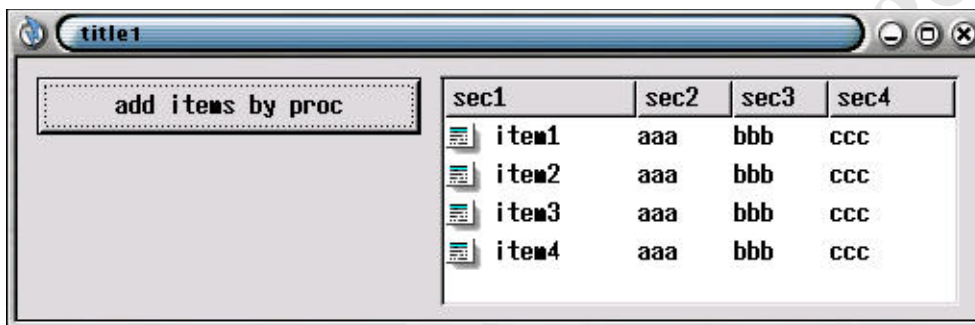 title1
add items by proc
sec1 sec2 sec3 sec4
item1 aaa bbb ccc
item2 aaa bbb ccc
item3 aaa bbb ccc
item4 aaa bbb ccc